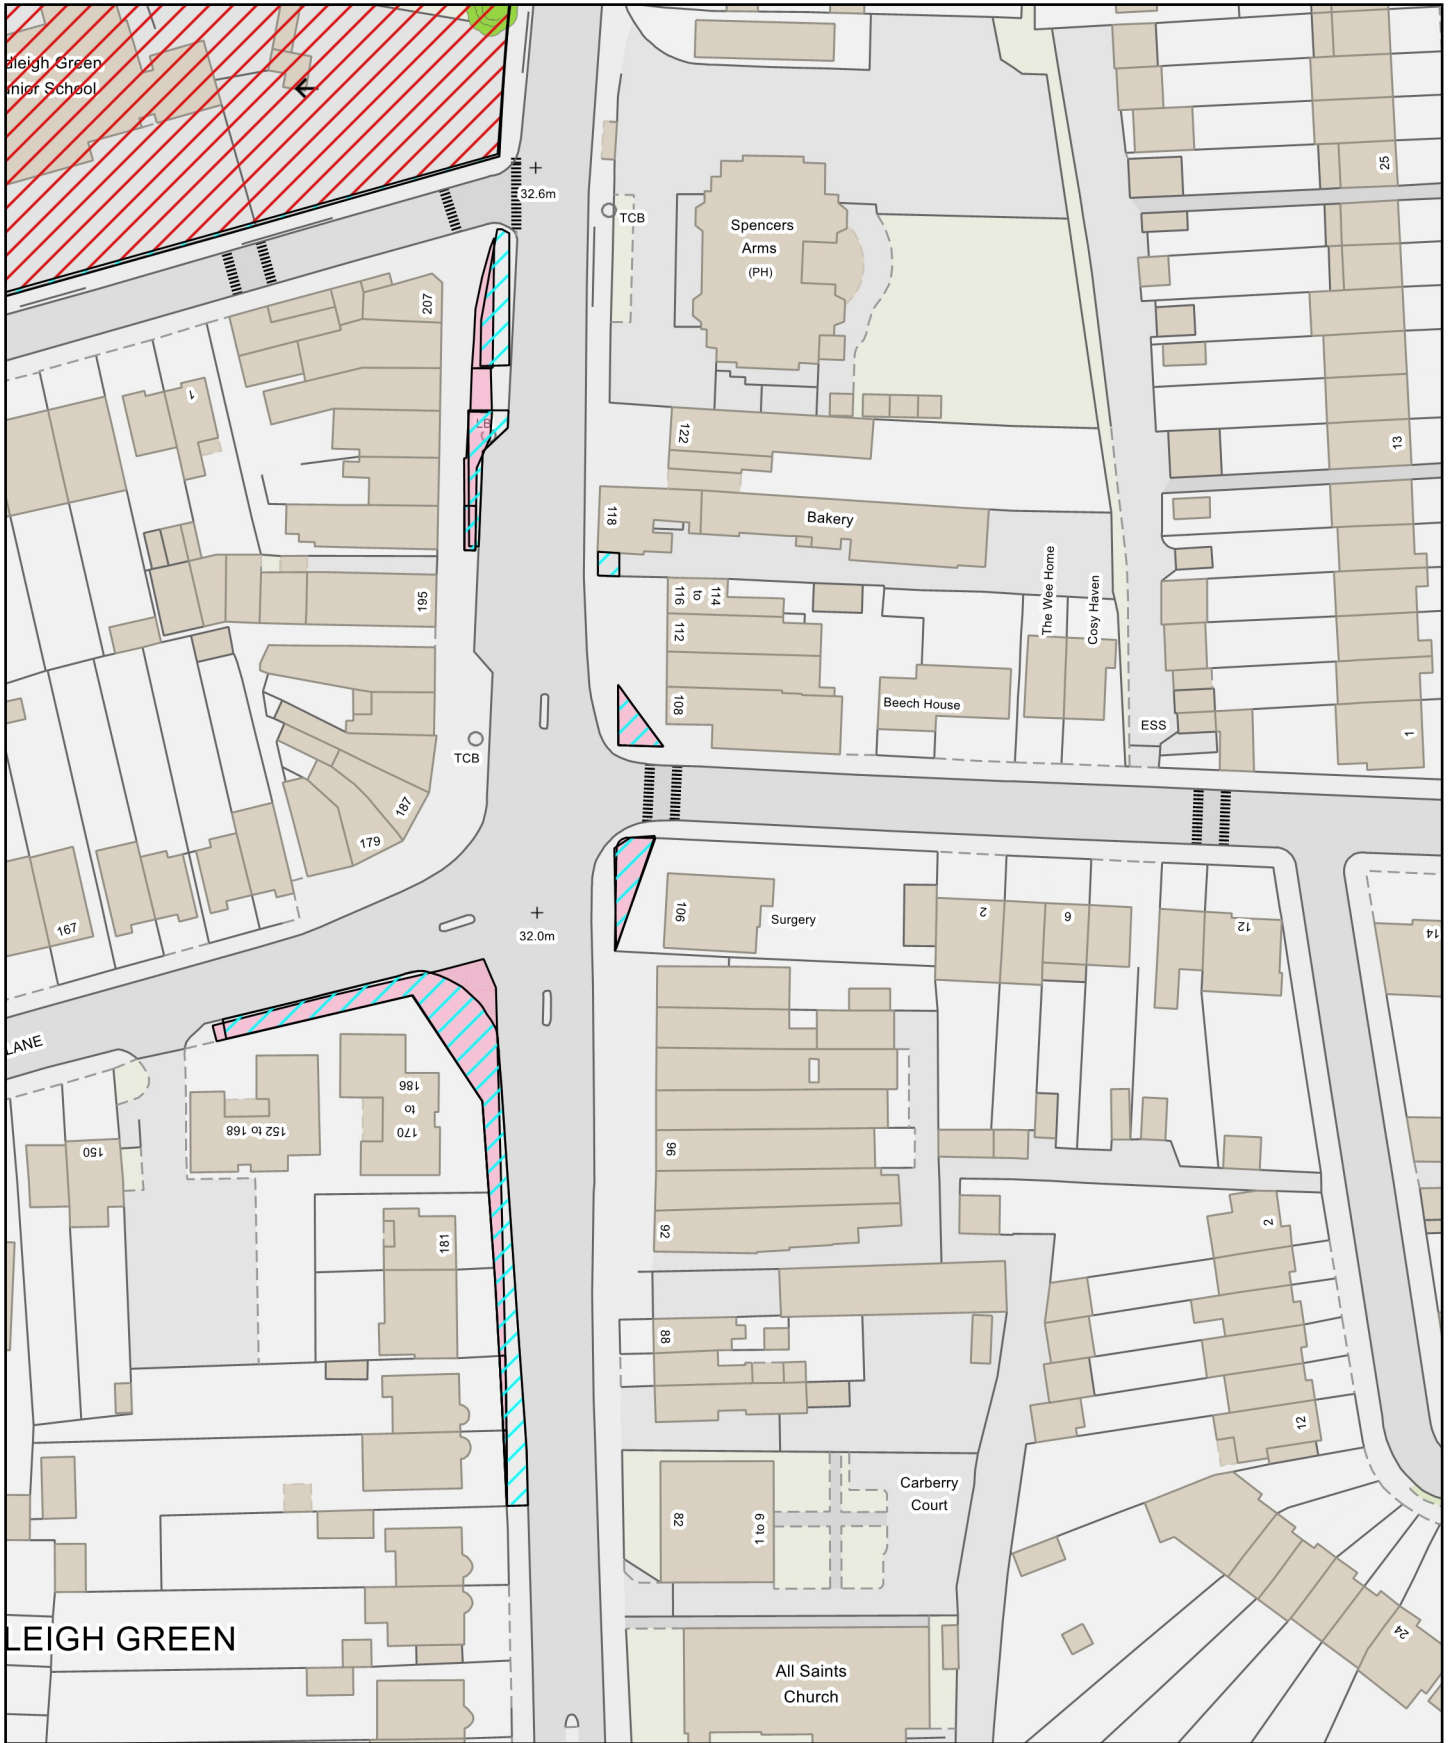 dleigh Green
nior School
32.6m
TCB
Spencers
Arms
(PH)
25
207
1
LB
122
13
118
Bakery
The Wee Home
Cosy Haven
195
116
to
114
112
108
Beech House
ESS
1
TCB
187
179
167
106
Surgery
2
6
12
14
32.0m
LANE
186
to
170
152 to 168
150
96
92
181
2
88
12
Carberry
Court
82
1 to 9
24
LEIGH GREEN
All Saints
Church